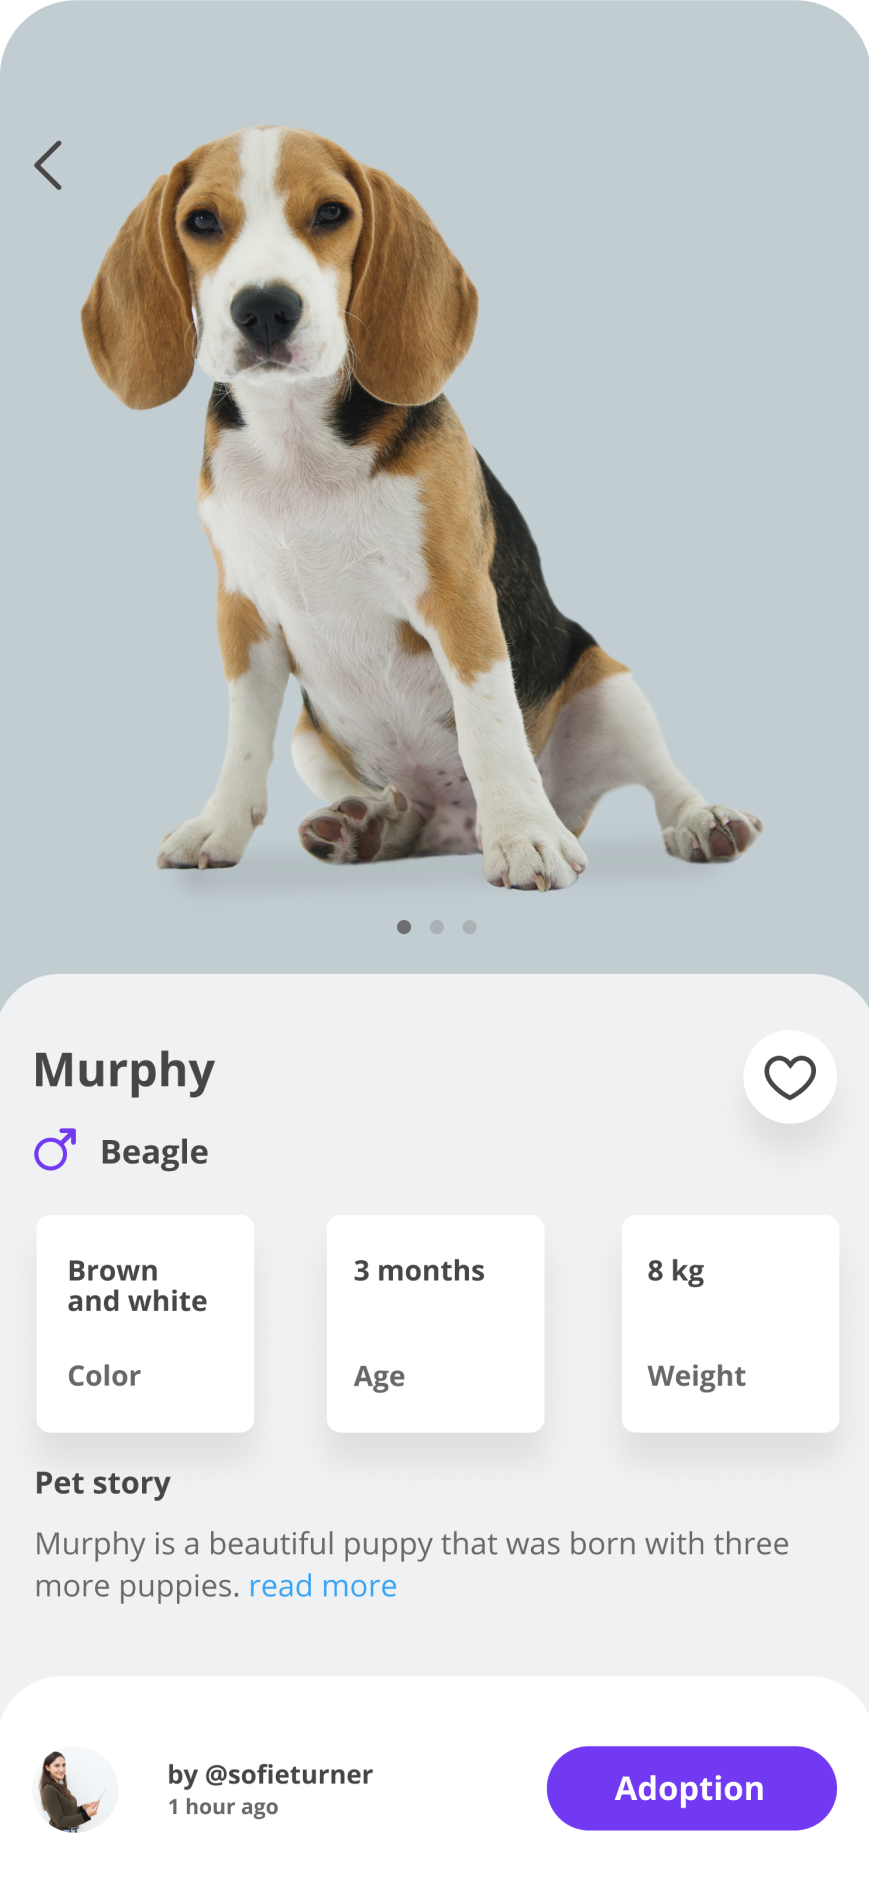 Murphy
Beagle
Brown
and white
Color
3 months
Age
8 kg
Weight
Pet story
Murphy is a beautiful puppy that was born with three
more puppies. read more
by @sofieturner
1 hour ago
Adoption